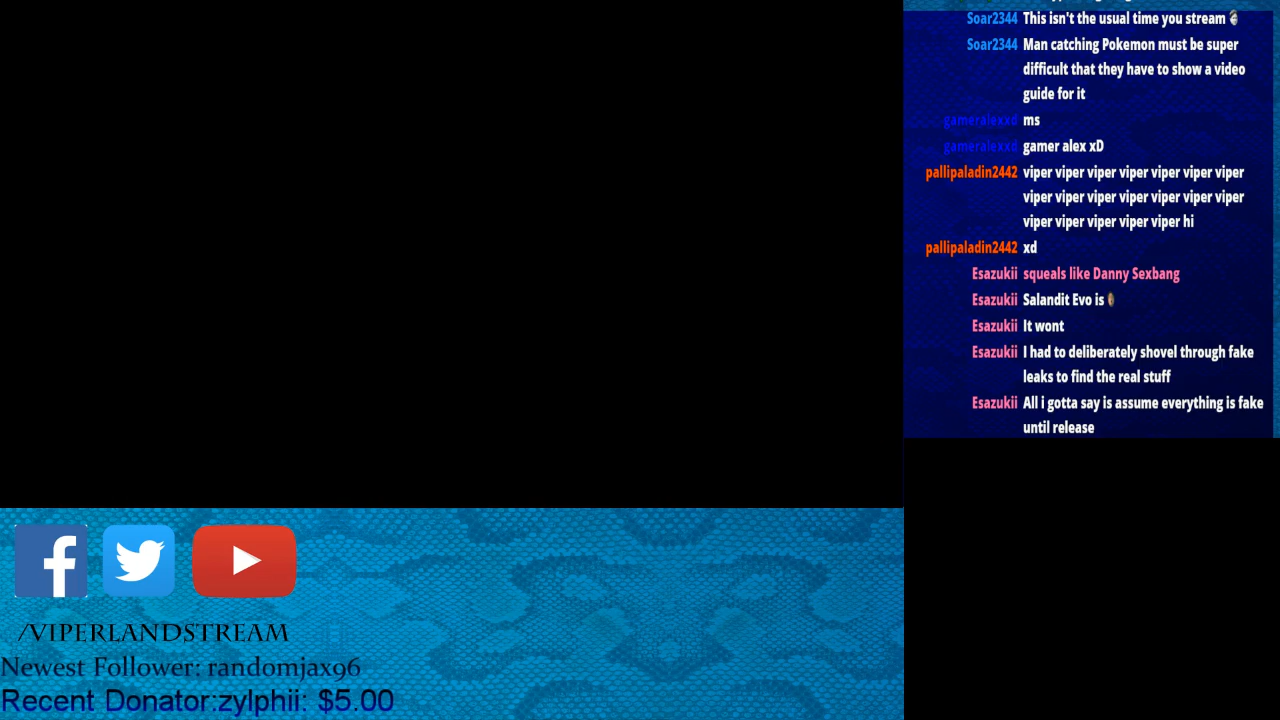 Soar2344 This isn't the usual time you stream
Soar2344 Man catching Pokemon must be super
difficult that they have to show a video
guide for it
gameralexxd ms
gameralexxd gamer alex xD
pallipaladin2442 viper viper viper viper viper viper viper
viper viper viper viper viper viper viper
viper viper viper viper viper hi
pallipaladin2442 xd
Esazukii squeals like Danny Sexbang
Esazukii Salandit Evo is
Esazukii It wont
Esazukii I had to deliberately shovel through fake
leaks to find the real stuff
Esazukii All i gotta say is assume everything is fake
until release
/VIPERLANDSTREAM
Newest Follower: randomjax96
Recent Donator:zylphii: $5.00